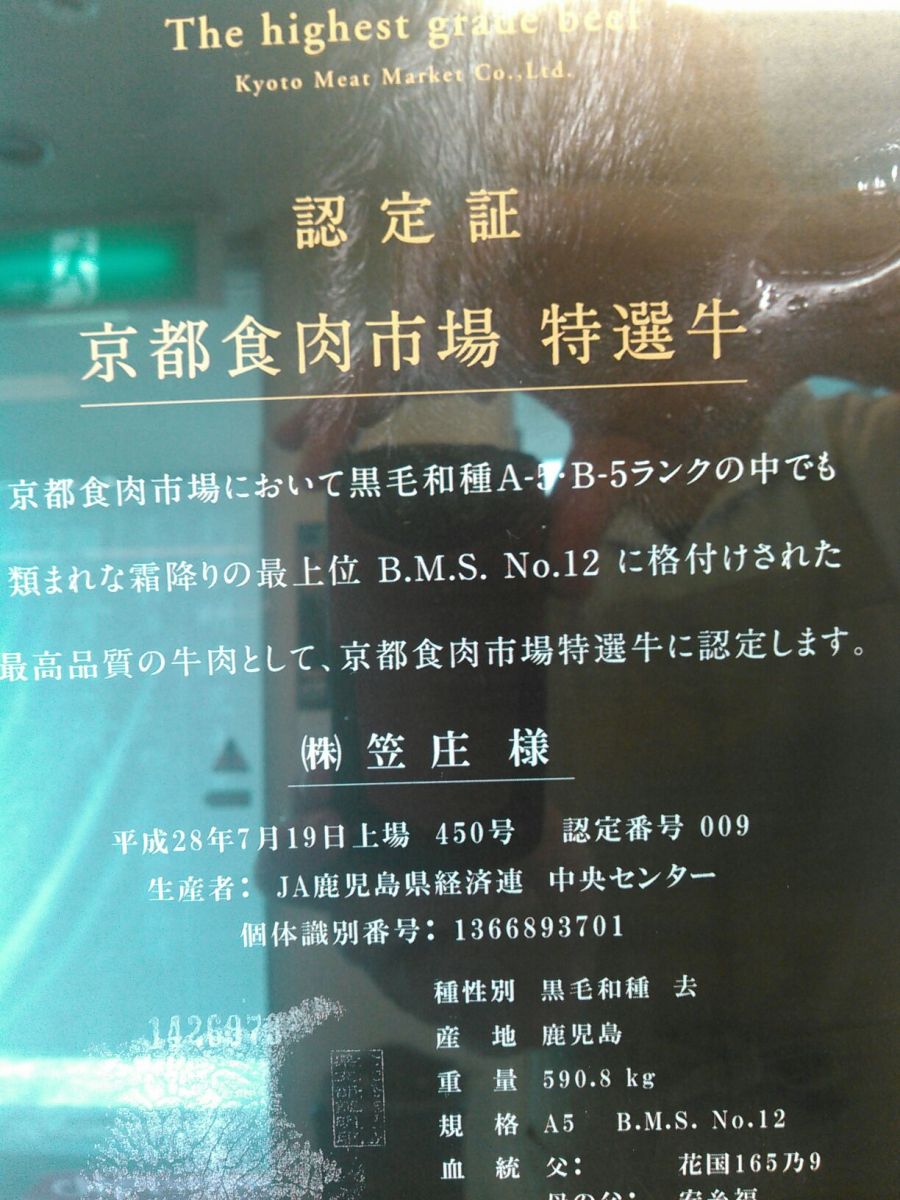 The highest grade beef
Kyoto Meat Market Co.,Ltd.
認定証
京都食肉市場 特選牛
京都食肉市場において黒毛和種A-5・B-5ランクの中でも
類まれな霜降りの最上位 B.M.S. No.12 に格付けされた
最高品質の牛肉として、京都食肉市場特選牛に認定します。
㈱ 笠庄 様
平成28年7月19日上場 450号 認定番号 009
生産者： JA鹿児島県経済連 中央センター
個体識別番号：1366893701
種性別 黒毛和種 去
産地 鹿児島
重量 590.8 kg
規格 A5 B.M.S. No.12
血統 父： 花国165乃9
母の父： 安糸福